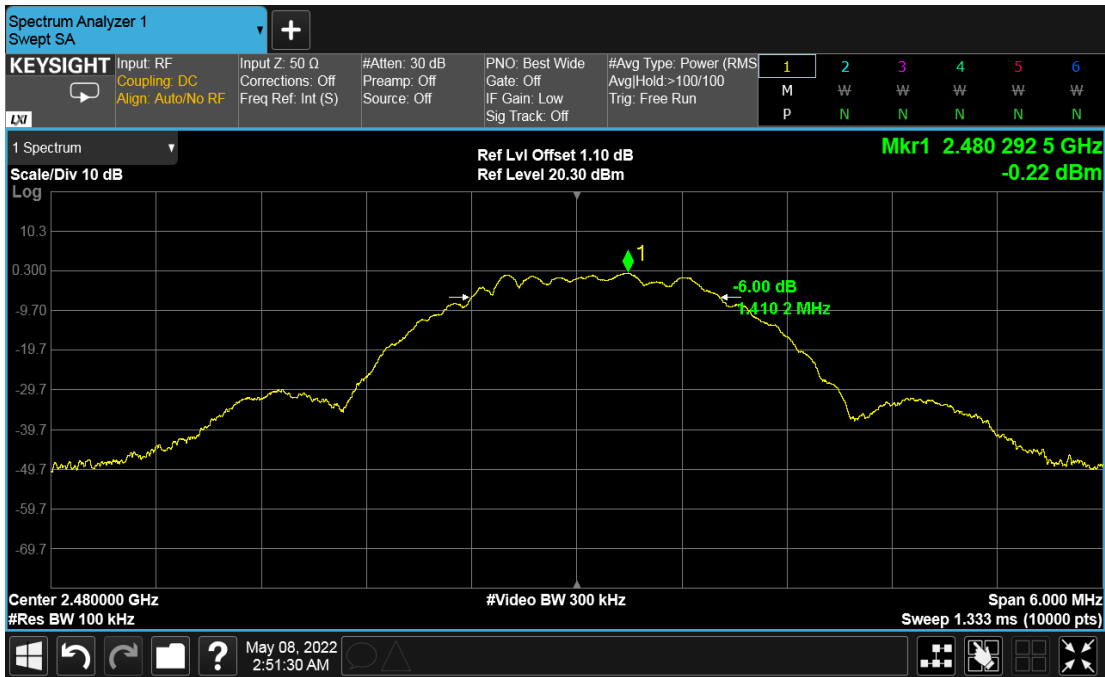 Spectrum Analyzer 1
Swept SA
+
KEYSIGHT
LXI
Input: RF
Coupling: DC
Align: Auto/No RF
Input Z: 50 Ω
Corrections: Off
Freq Ref: Int (S)
#Atten: 30 dB
Preamp: Off
Source: Off
PNO: Best Wide
Gate: Off
IF Gain: Low
Sig Track: Off
#Avg Type: Power (RMS
Avg|Hold:>100/100
Trig: Free Run
1 2 3 4 5 6
M W W W W W
P N N N N N
1 Spectrum
Scale/Div 10 dB
Log
Ref Lvl Offset 1.10 dB
Ref Level 20.30 dBm
Mkr1 2.480 292 5 GHz
-0.22 dBm
10.3
0.300
-9.70
-19.7
-29.7
-39.7
-49.7
-59.7
-69.7
1
-6.00 dB
1.410 2 MHz
Center 2.480000 GHz
#Res BW 100 kHz
#Video BW 300 kHz
Span 6.000 MHz
Sweep 1.333 ms (10000 pts)
?
May 08, 2022
2:51:30 AM